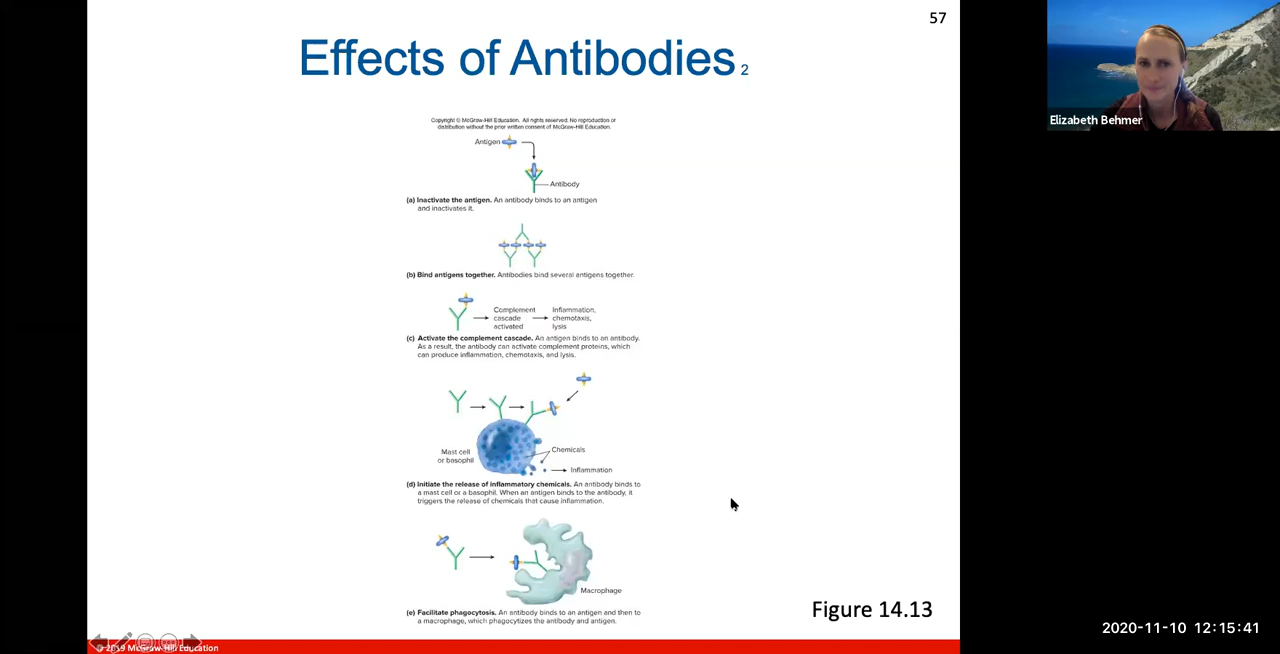 57
Effects of Antibodies 2
Elizabeth Behmer
Copyright © McGraw-Hill Education. All rights reserved. No reproduction or
distribution without the prior written consent of McGraw-Hill Education.
Antigen
Antibody
(a) Inactivate the antigen. An antibody binds to an antigen
and inactivates it.
(b) Bind antigens together. Antibodies bind several antigens together.
Complement
cascade
activated
Inflammation,
chemotaxis,
lysis
(c) Activate the complement cascade. An antigen binds to an antibody.
As a result, the antibody can activate complement proteins, which
can produce inflammation, chemotaxis, and lysis.
Mast cell
or basophil
Chemicals
Inflammation
(d) Initiate the release of inflammatory chemicals. An antibody binds to
a mast cell or a basophil. When an antigen binds to the antibody, it
triggers the release of chemicals that cause inflammation.
Macrophage
(e) Facilitate phagocytosis. An antibody binds to an antigen and then to
a macrophage, which phagocytizes the antibody and antigen.
Figure 14.13
© 2019 McGraw-Hill Education
2020-11-10 12:15:41